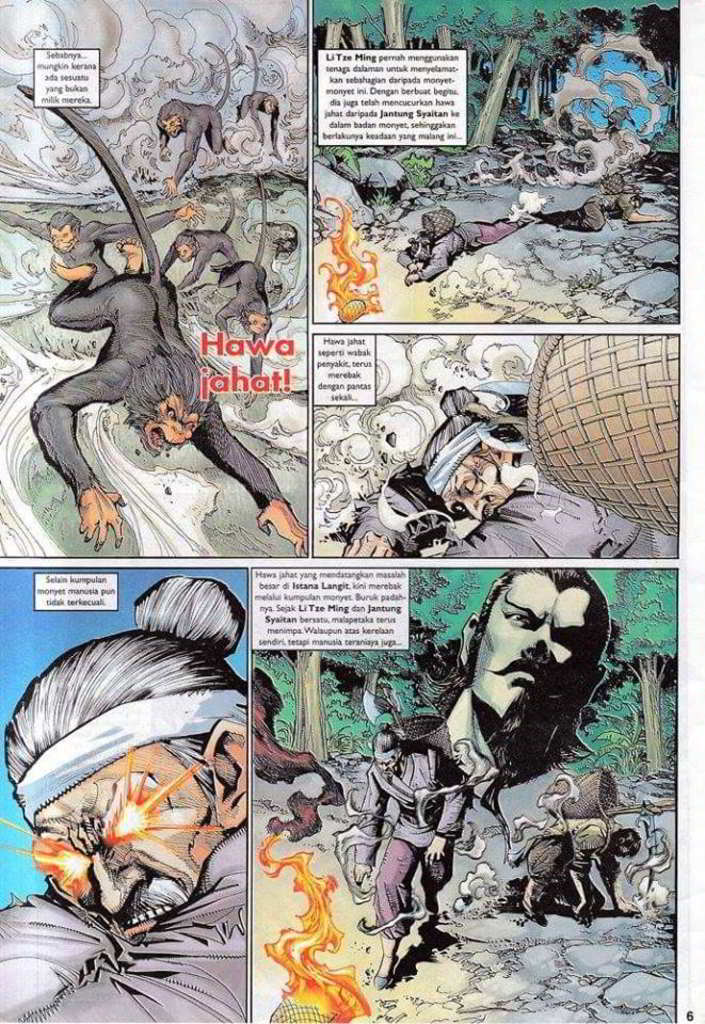 Sebabnya...
mungkin kerana
ada sesuatu
yang bukan
milik mereka.
Li Tze Ming pernah menggunakan
tenaga dalaman untuk menyelamat-
kan sebahagian daripada monyet-
monyet ini. Dengan berbuat begitu,
dia juga telah mencucurkan hawa
jahat daripada Jantung Syaitan ke
dalam badan monyet, sehinggakan
berlakunya keadaan yang malang ini...
Hawa
jahat!
Hawa jahat
seperti wabak
penyakit, terus
merebak
dengan pantas
sekali...
Selain kumpulan
monyet manusia pun
tidak terkecuali.
Hawa jahat yang mendatangkan masalah
besar di Istana Langit, kini merebak
melalui kumpulan monyet. Buruk padah-
nya. Sejak Li Tze Ming dan Jantung
Syaitan bersatu, malapetaka terus
menimpa. Walaupun atas kerelaan
sendiri, tetapi manusia teraniaya juga...
6